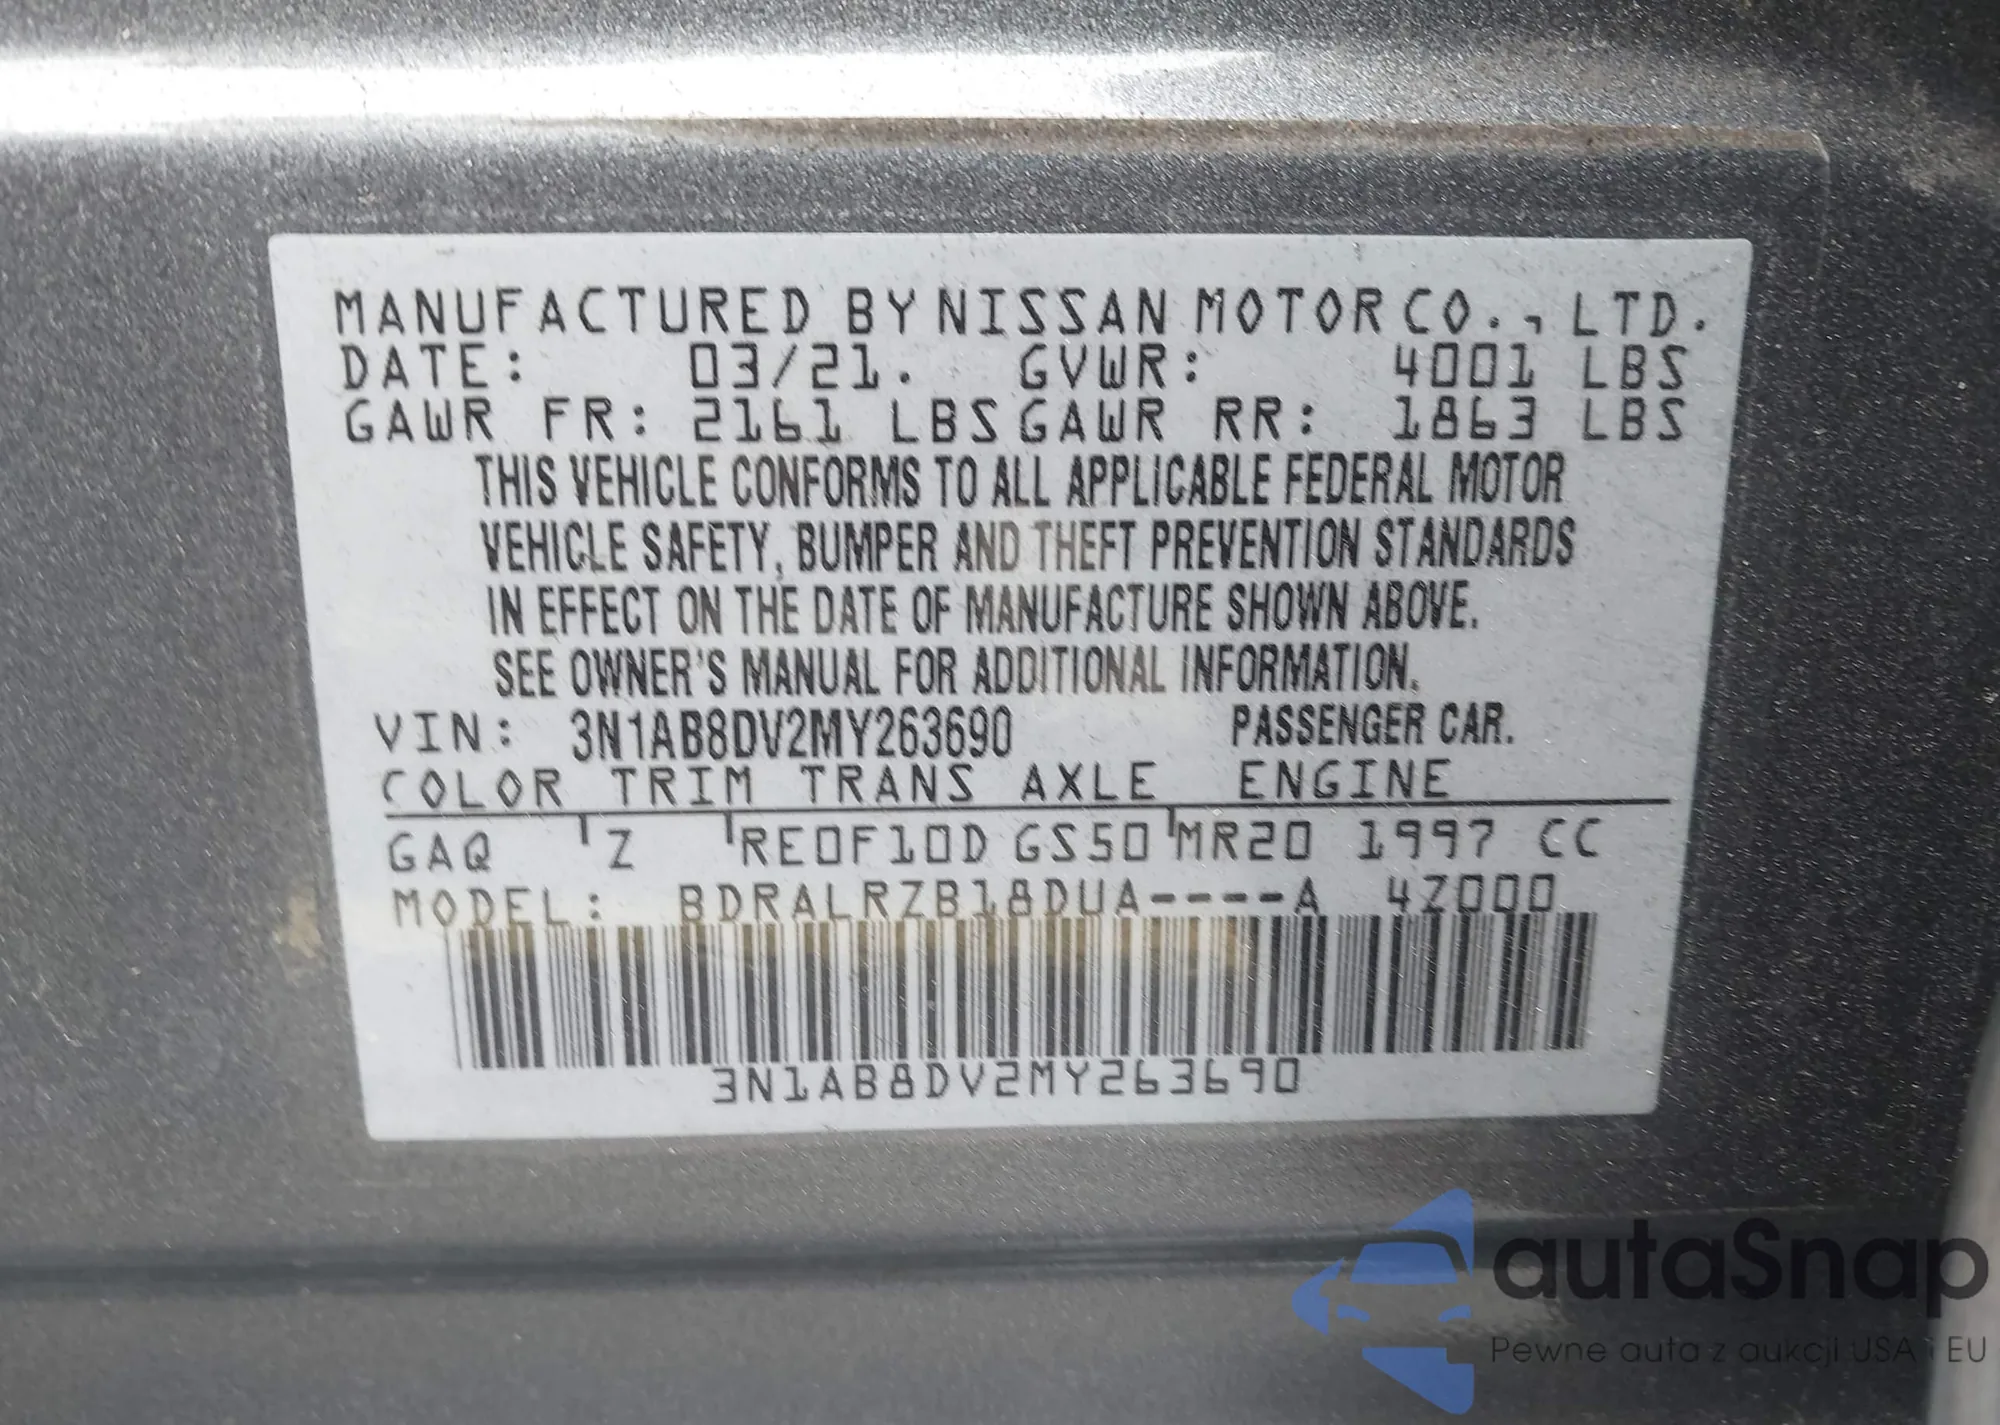 MANUFACTURED BY NISSAN MOTOR CO., LTD.
DATE: 03/21. GVWR: 4001 LBS
GAWR FR: 2161 LBS GAWR RR: 1863 LBS
THIS VEHICLE CONFORMS TO ALL APPLICABLE FEDERAL MOTOR
VEHICLE SAFETY, BUMPER AND THEFT PREVENTION STANDARDS
IN EFFECT ON THE DATE OF MANUFACTURE SHOWN ABOVE.
SEE OWNER'S MANUAL FOR ADDITIONAL INFORMATION.
VIN: 3N1AB8DV2MY263690 PASSENGER CAR.
COLOR TRIM TRANS AXLE ENGINE
GAQ Z RE0F10D GS50 MR20 1997 CC
MODEL: BDRALRZB18DUA----A 4Z000
3N1AB8DV2MY263690
autaSnap
Pewne auta z aukcji USA i EU